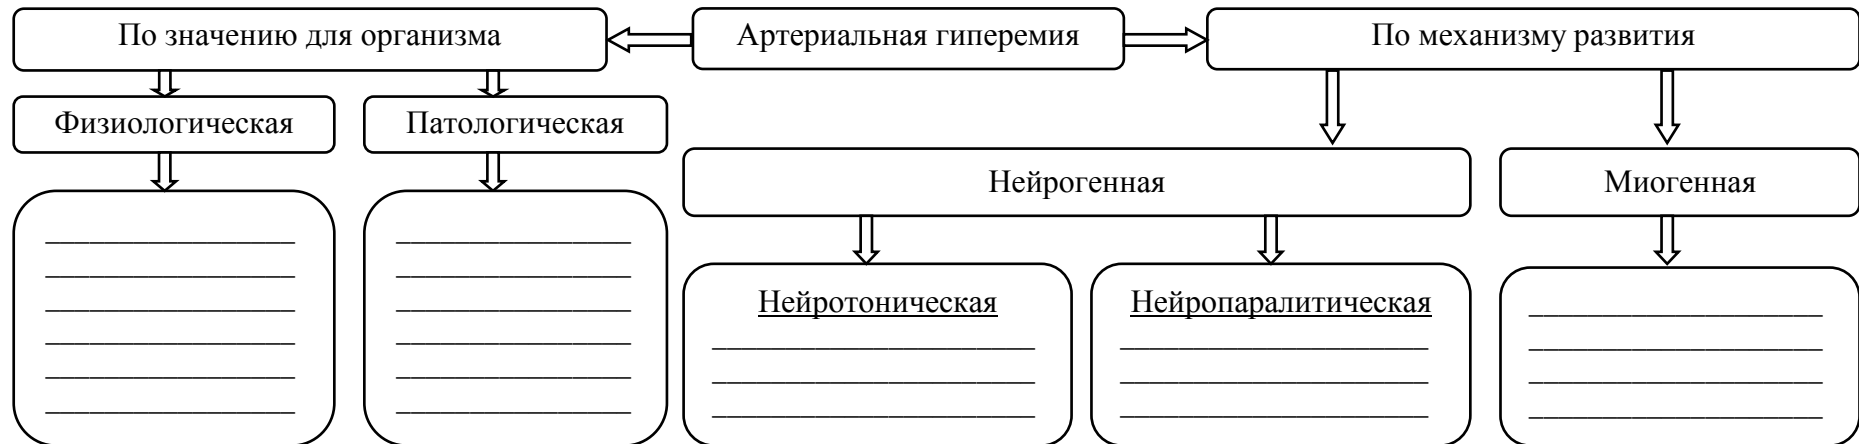 По значению для организма
Артериальная гиперемия
По механизму развития
Физиологическая
Патологическая
Нейрогенная
Миогенная
Нейротоническая
Нейропаралитическая